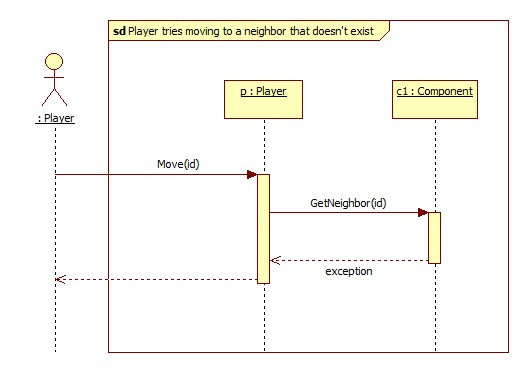 sd Player tries moving to a neighbor that doesn't exist
: Player
p : Player
c1 : Component
Move(id)
GetNeighbor(id)
exception